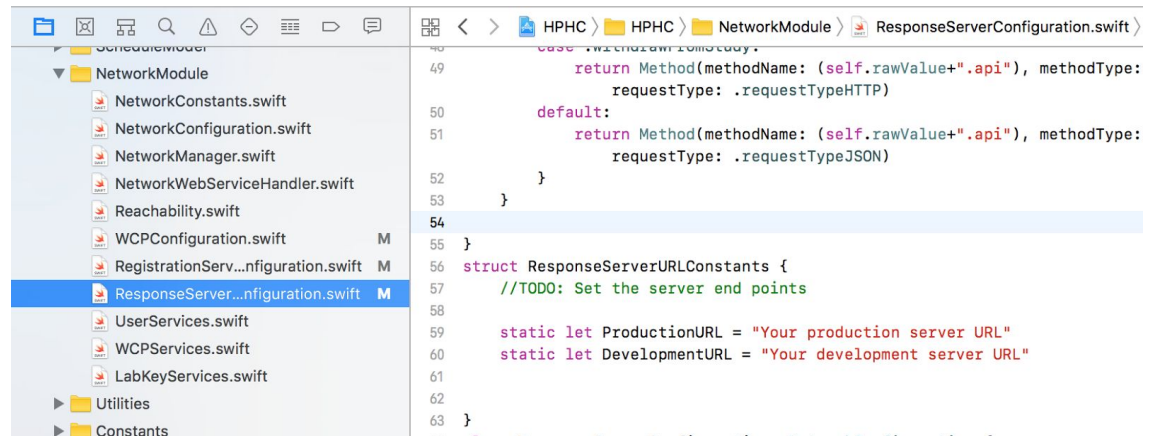 HPHC HPHC NetworkModule ResponseServerConfiguration.swift
NetworkModule
NetworkConstants.swift
NetworkConfiguration.swift
NetworkManager.swift
NetworkWebServiceHandler.swift
Reachability.swift
WCPConfiguration.swift M
RegistrationServ...nfiguration.swift M
ResponseServer...nfiguration.swift M
UserServices.swift
WCPServices.swift
LabKeyServices.swift
Utilities
Constants
49 return Method(methodName: (self.rawValue+".api"), methodType:
requestType: .requestTypeHTTP)
50 default:
51 return Method(methodName: (self.rawValue+".api"), methodType:
requestType: .requestTypeJSON)
52 }
53 }
54
55 }
56 struct ResponseServerURLConstants {
57 //TODO: Set the server end points
58
59 static let ProductionURL = "Your production server URL"
60 static let DevelopmentURL = "Your development server URL"
61
62
63 }